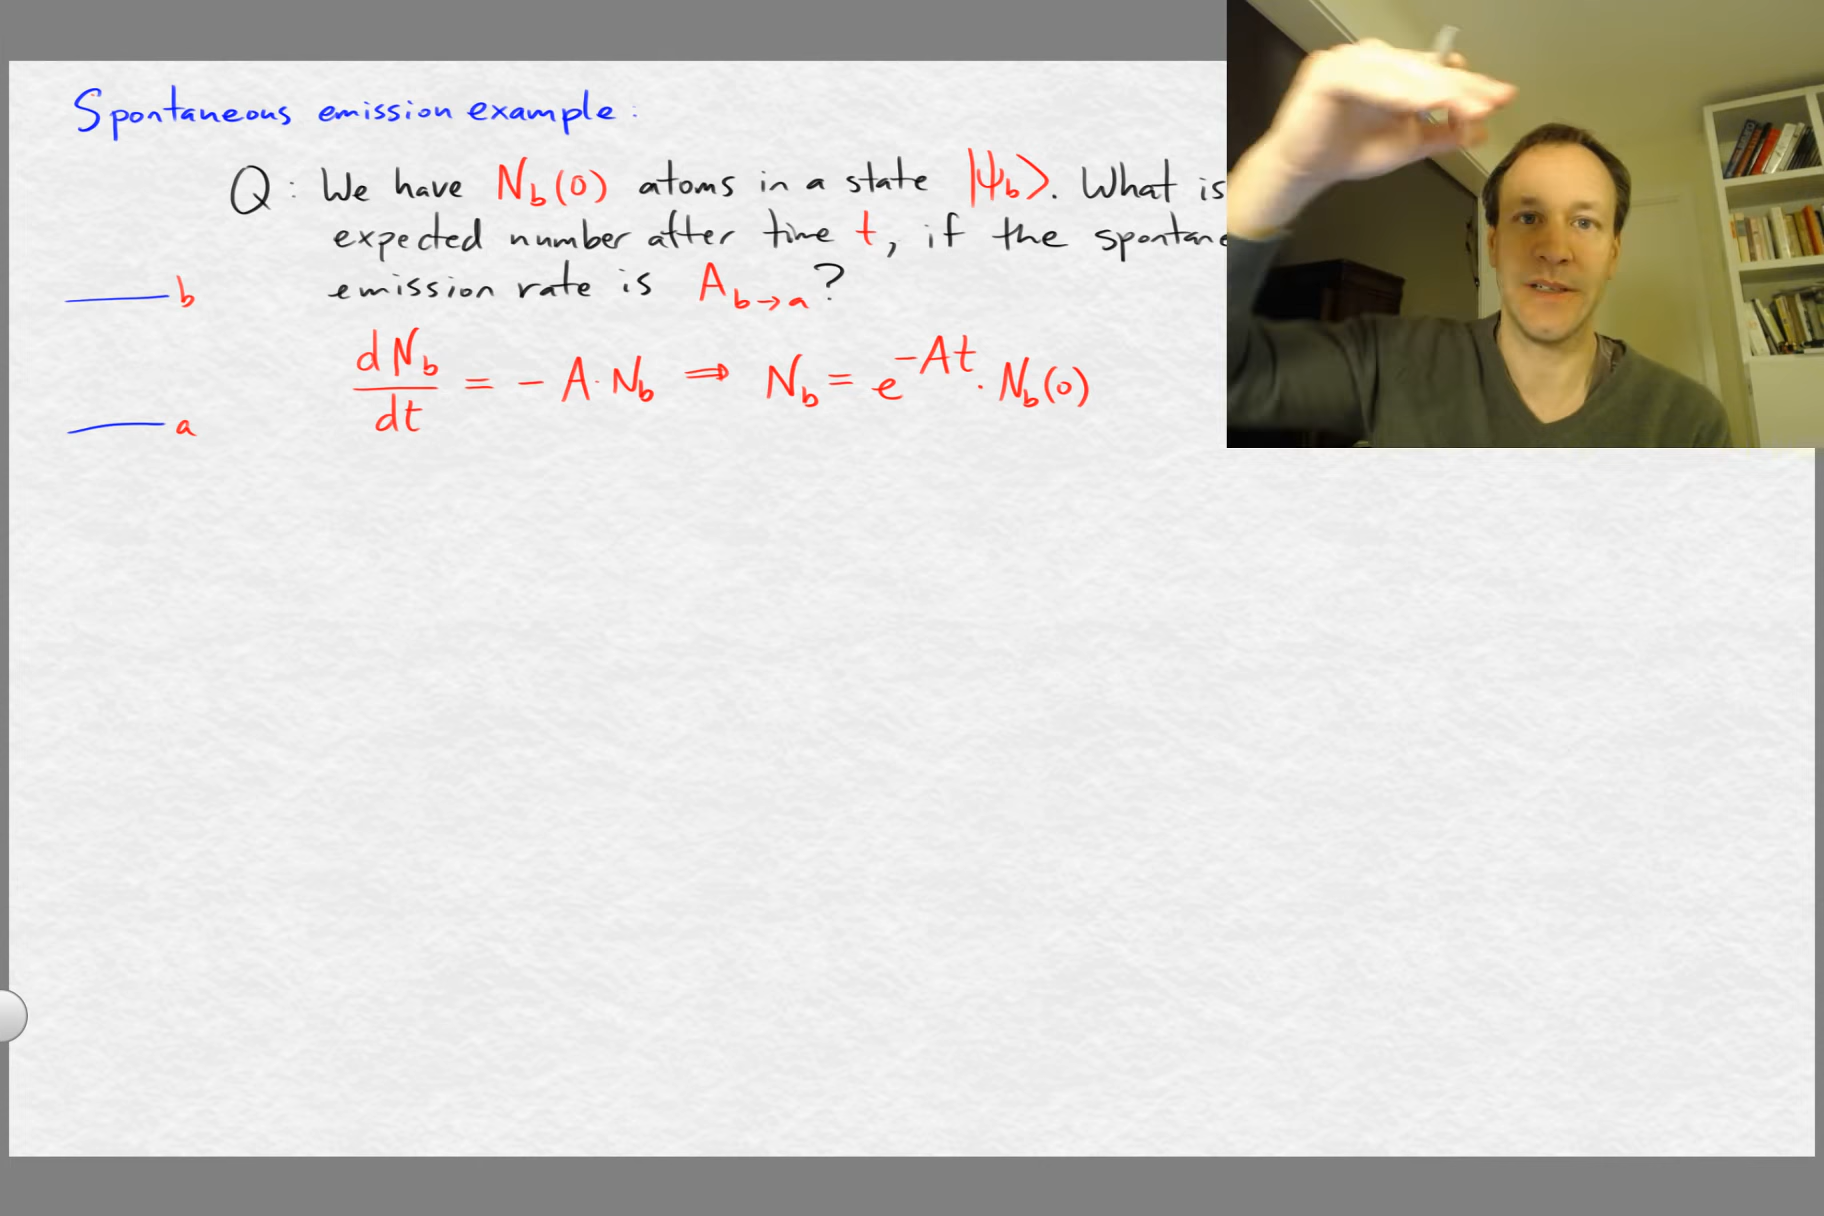 Spontaneous emission example:
Q: We have N_b(0) atoms in a state |ψ_b>. What is
expected number after time t, if the spontane
emission rate is A_b→a?
b
dN_b/dt = - A·N_b ⇒ N_b = e^-At · N_b(0)
a